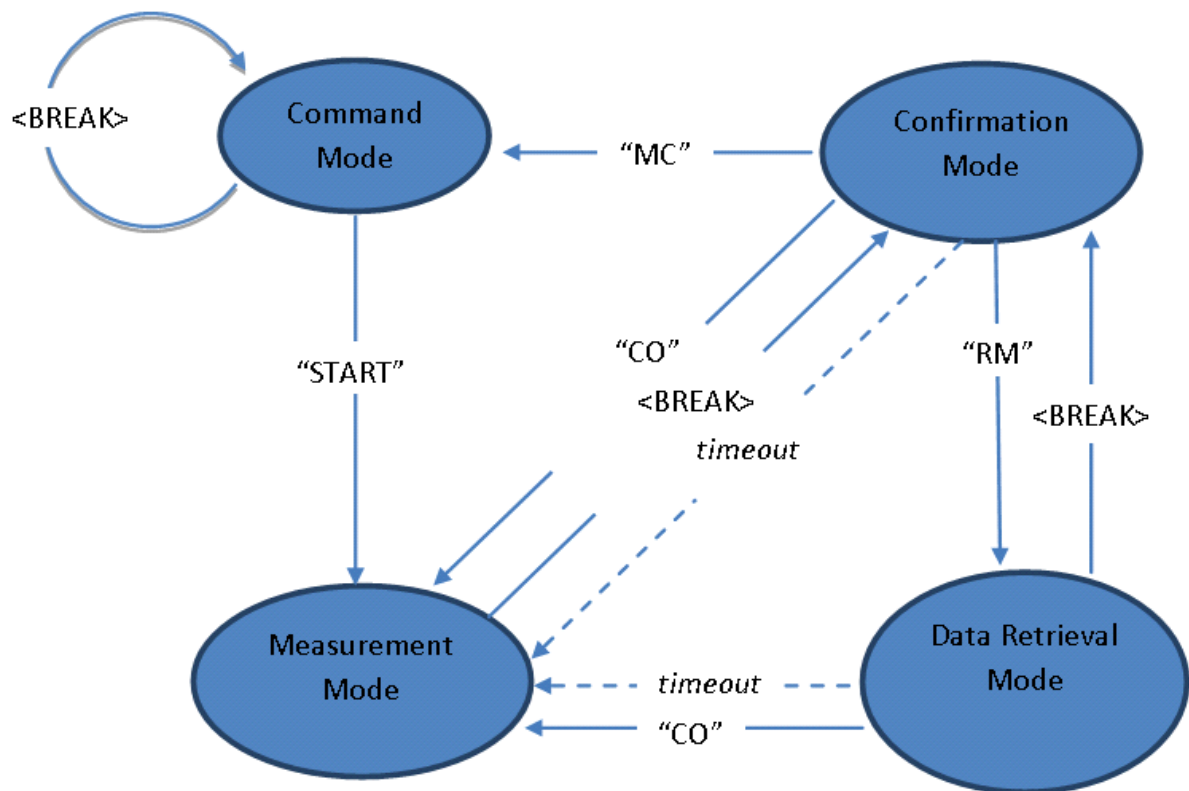 Command
Mode
Confirmation
Mode
<BREAK>
“MC”
“START”
“CO”
<BREAK>
timeout
“RM”
<BREAK>
Measurement
Mode
Data Retrieval
Mode
timeout
“CO”